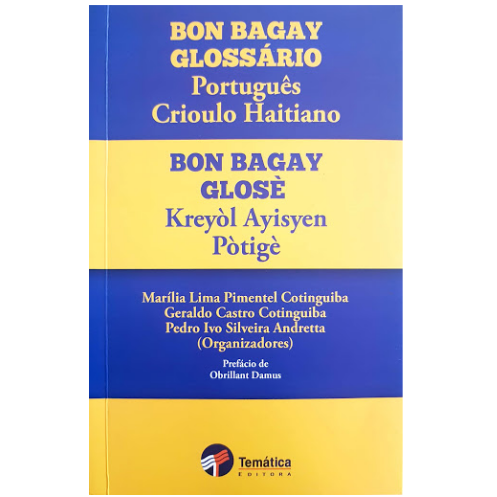 BON BAGAY
GLOSSÁRIO
Português
Crioulo Haitiano
BON BAGAY
GLOSÈ
Kreyòl Ayisyen
Pòtigè
Marília Lima Pimentel Cotinguiba
Geraldo Castro Cotinguiba
Pedro Ivo Silveira Andretta
(Organizadores)
Prefácio de
Obrillant Damus
Temática
EDITORA